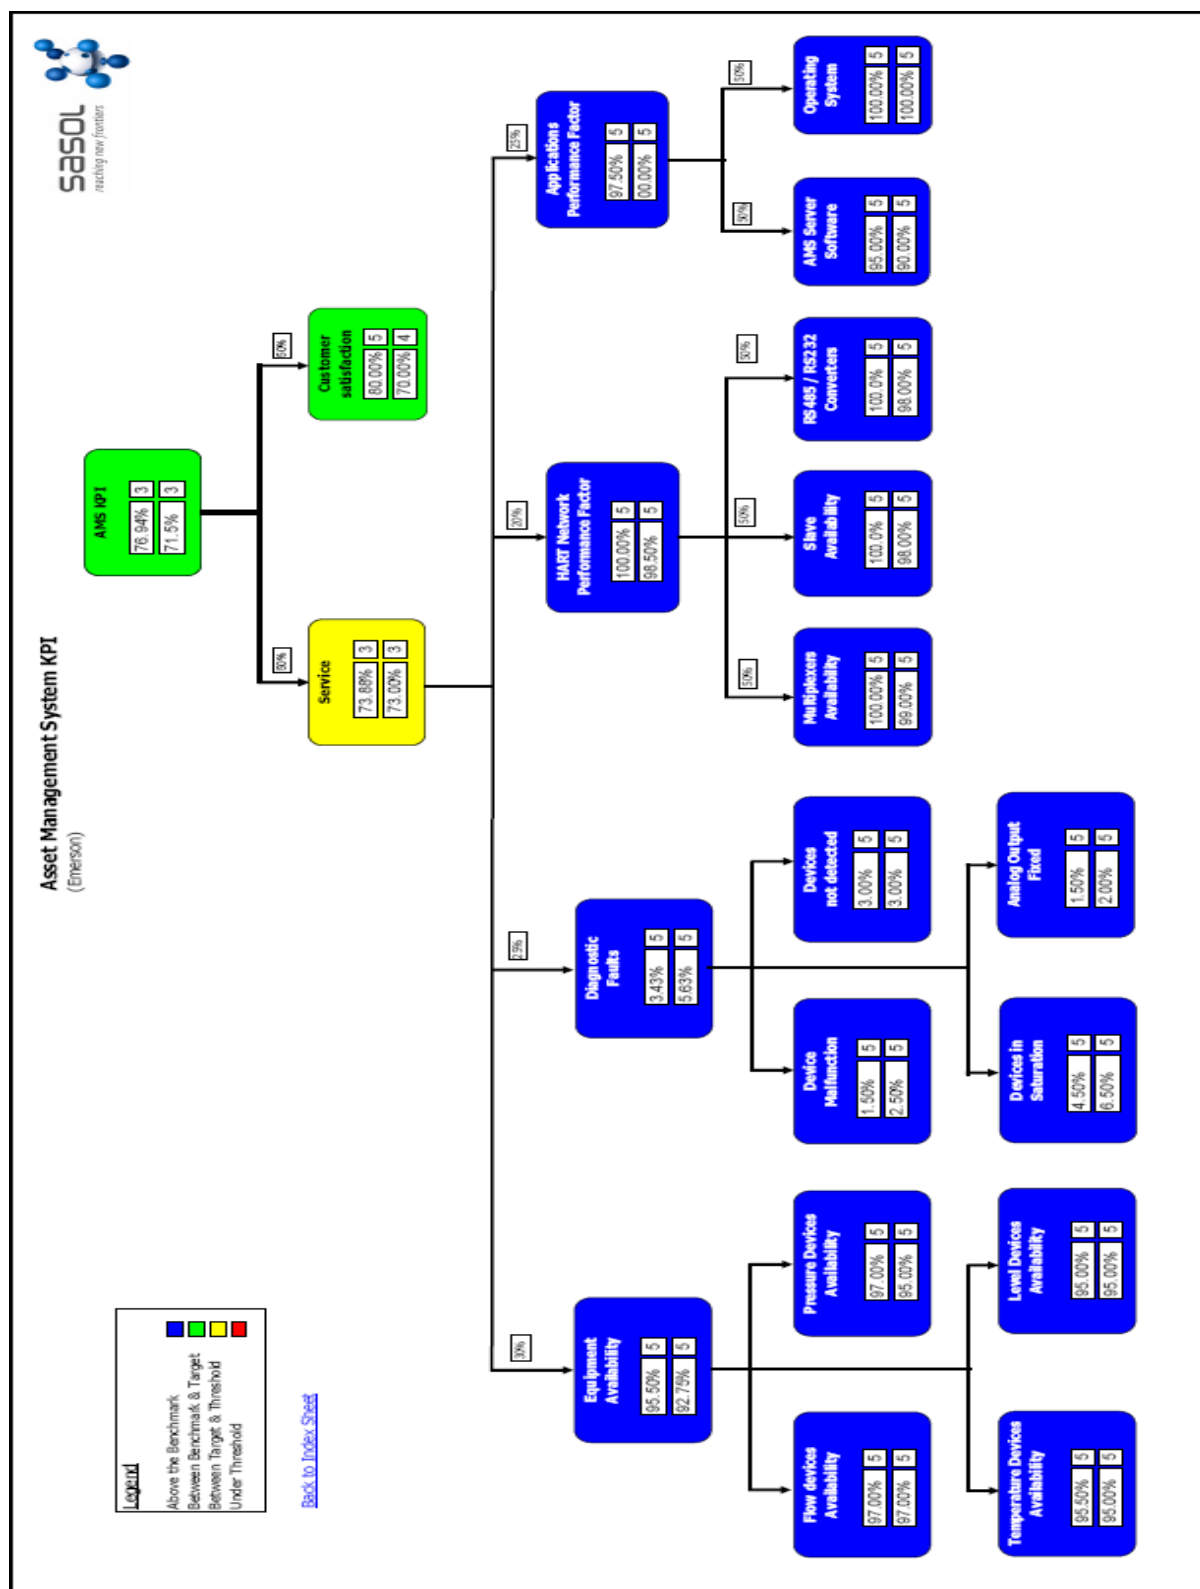 Asset Management System KPI
(Emerson)
sasol
reaching new frontiers
Legend
Above the Benchmark
Between Benchmark & Target
Between Target & Threshold
Under Threshold
Back to Index Sheet
AMS KPI
76.94% 3
71.5% 3
50%
Service
73.88% 3
73.00% 3
Customer
satisfaction
80.00% 5
70.00% 4
30%
25%
20%
25%
Equipment
Availability
95.50% 5
92.75% 5
Diagnostic
Faults
3.43% 5
5.63% 5
HART Network
Performance Factor
100.00% 5
98.50% 5
Applications
Performance Factor
97.50% 5
00.00% 5
50%
50%
50%
50%
50%
Flow devices
Availability
97.00% 5
97.00% 5
Pressure Devices
Availability
97.00% 5
95.00% 5
Device
Malfunction
1.50% 5
2.50% 5
Devices
not detected
3.00% 5
3.00% 5
Multiplexers
Availability
100.00% 5
99.00% 5
Slave
Availability
100.0% 5
98.00% 5
RS485 / RS232
Converters
100.0% 5
98.00% 5
AMS Server
Software
95.00% 5
90.00% 5
Operating
System
100.00% 5
100.00% 5
Temperature Devices
Availability
95.50% 5
95.00% 5
Level Devices
Availability
95.00% 5
95.00% 5
Devices in
Saturation
4.50% 5
6.50% 5
Analog Output
Fixed
1.50% 5
2.00% 5